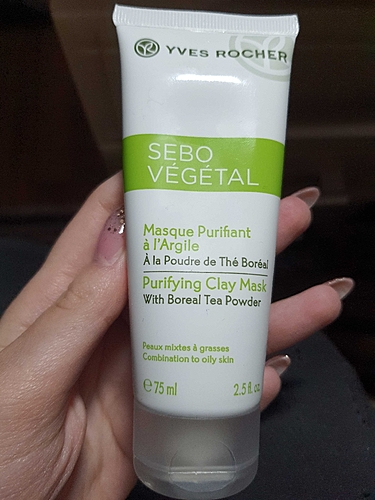 YVES ROCHER
SEBO
VÉGÉTAL
Masque Purifiant
à l'Argile
À la Poudre de Thé Boréal
Purifying Clay Mask
With Boreal Tea Powder
Peaux mixtes à grasses
Combination to oily skin
℮ 75 ml 2.5 fl. oz.